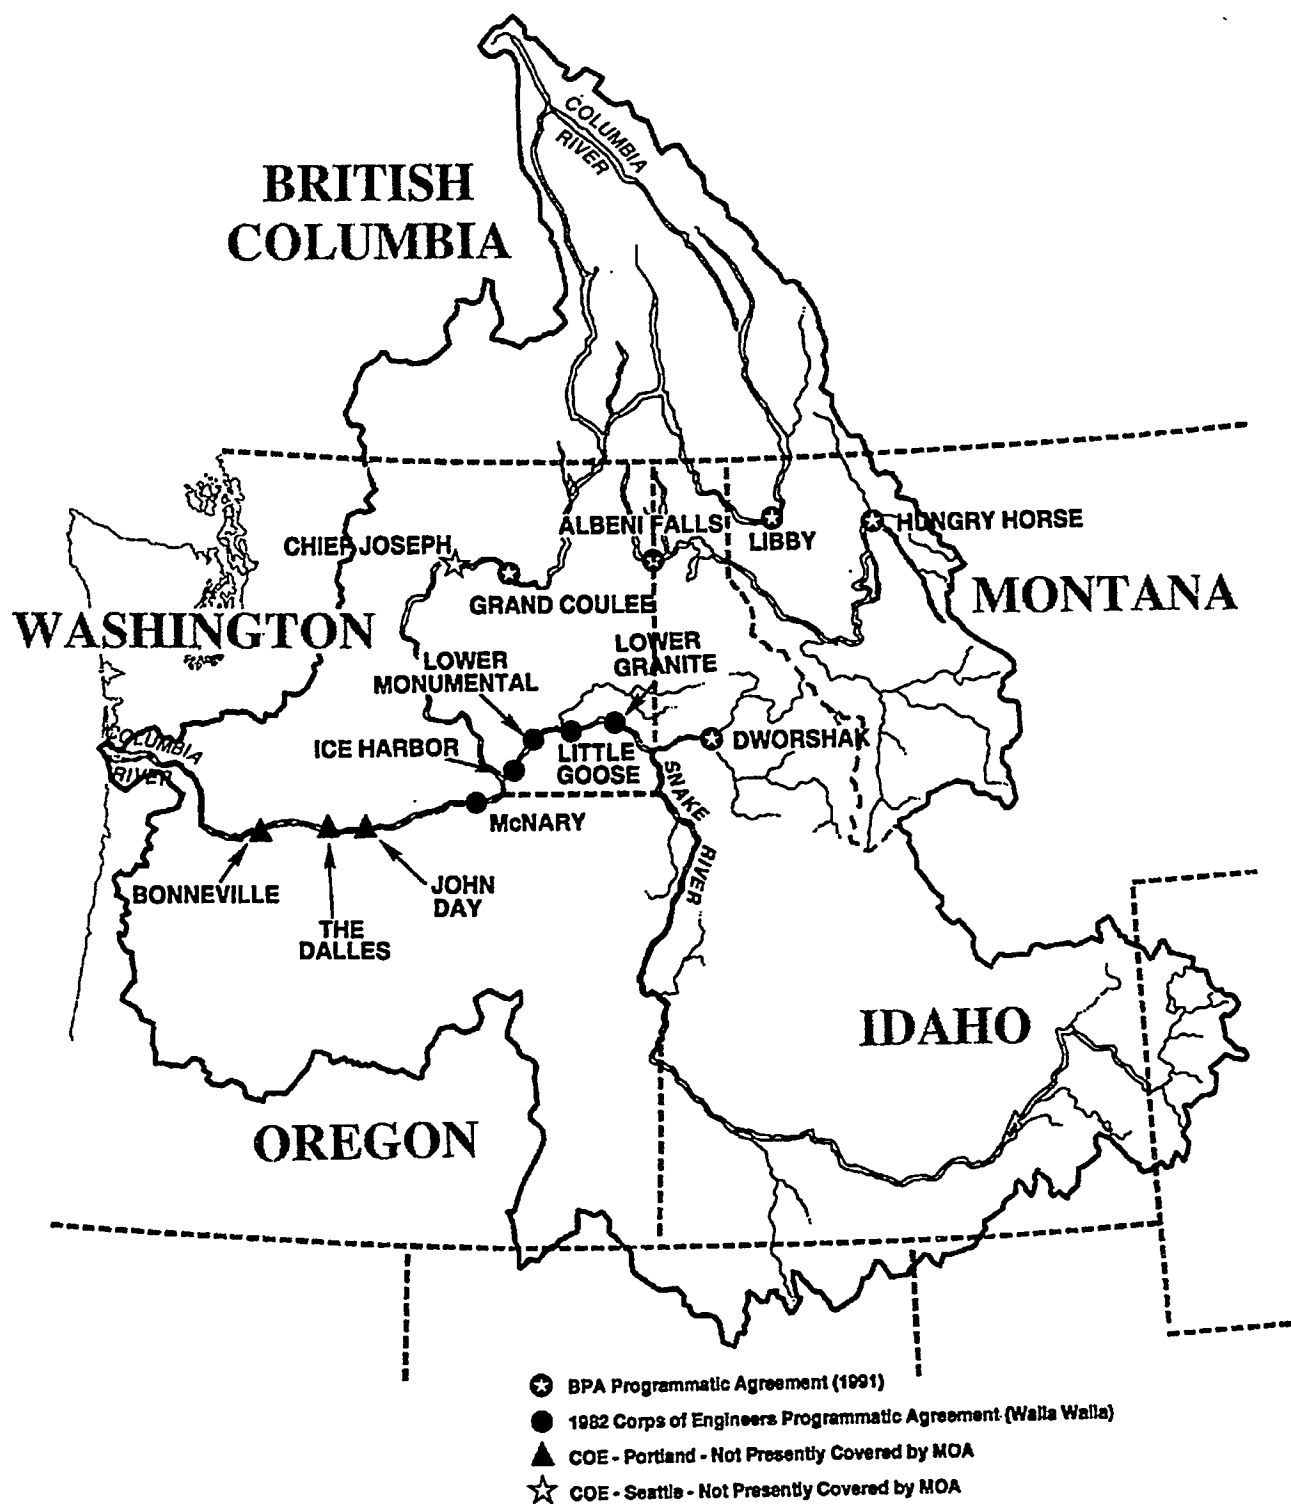 COLUMBIA
RIVER
BRITISH
COLUMBIA
ALBENI FALLS
LIBBY
HUNGRY HORSE
CHIEF JOSEPH
GRAND COULEE
MONTANA
WASHINGTON
LOWER
GRANITE
LOWER
MONUMENTAL
ICE HARBOR
LITTLE
GOOSE
DWORSHAK
COLUMBIA
RIVER
SNAKE
RIVER
McNARY
BONNEVILLE
JOHN
DAY
THE
DALLES
IDAHO
OREGON
BPA Programmatic Agreement (1991)
1982 Corps of Engineers Programmatic Agreement (Walla Walla)
COE - Portland - Not Presently Covered by MOA
COE - Seattle - Not Presently Covered by MOA